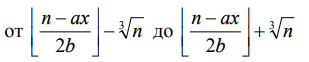 от ⌊(n − ax)/(2b)⌋ − ∛n до ⌊(n − ax)/(2b)⌋ + ∛n